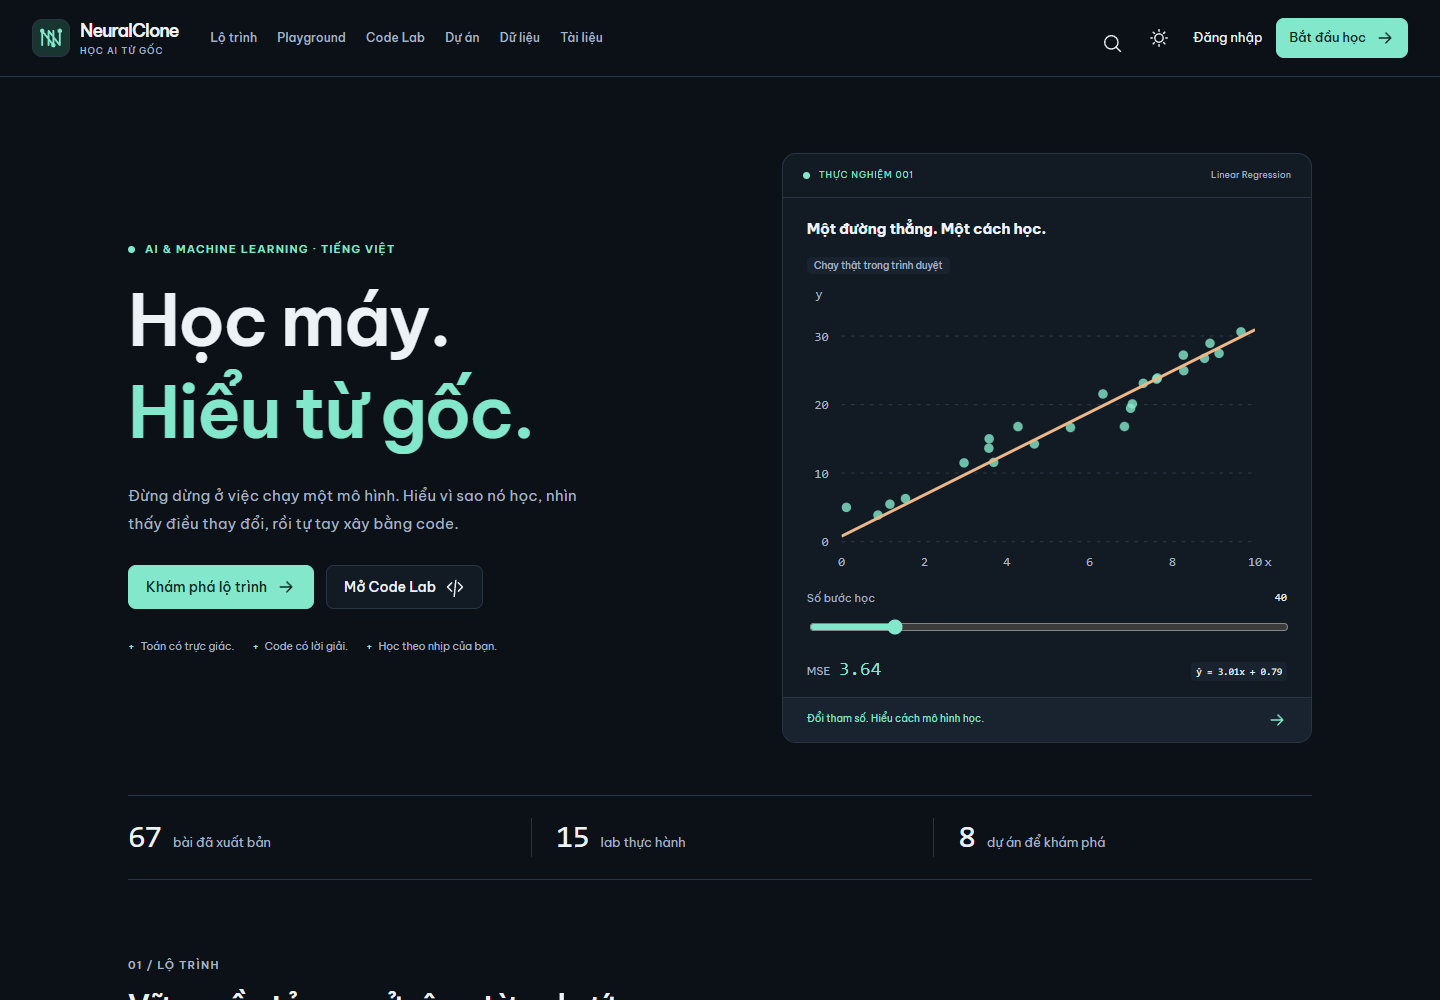 NeuralClone
HỌC AI TỪ GỐC
Lộ trình
Playground
Code Lab
Dự án
Dữ liệu
Tài liệu
Đăng nhập
Bắt đầu học
AI & MACHINE LEARNING · TIẾNG VIỆT
Học máy.
Hiểu từ gốc.
Đừng dừng ở việc chạy một mô hình. Hiểu vì sao nó học, nhìn
thấy điều thay đổi, rồi tự tay xây bằng code.
Khám phá lộ trình
Mở Code Lab
+ Toán có trực giác.
+ Code có lời giải.
+ Học theo nhịp của bạn.
THỰC NGHIỆM 001
Linear Regression
Một đường thẳng. Một cách học.
Chạy thật trong trình duyệt
y
30
20
10
0
0 2 4 6 8 10 x
Số bước học
40
MSE 3.64
ŷ = 3.01x + 0.79
Đổi tham số. Hiểu cách mô hình học.
67 bài đã xuất bản
15 lab thực hành
8 dự án để khám phá
01 / LỘ TRÌNH